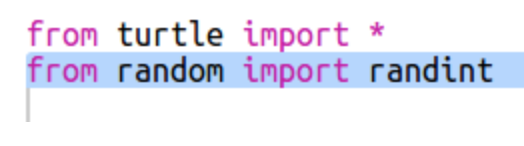 from turtle import *
from random import randint